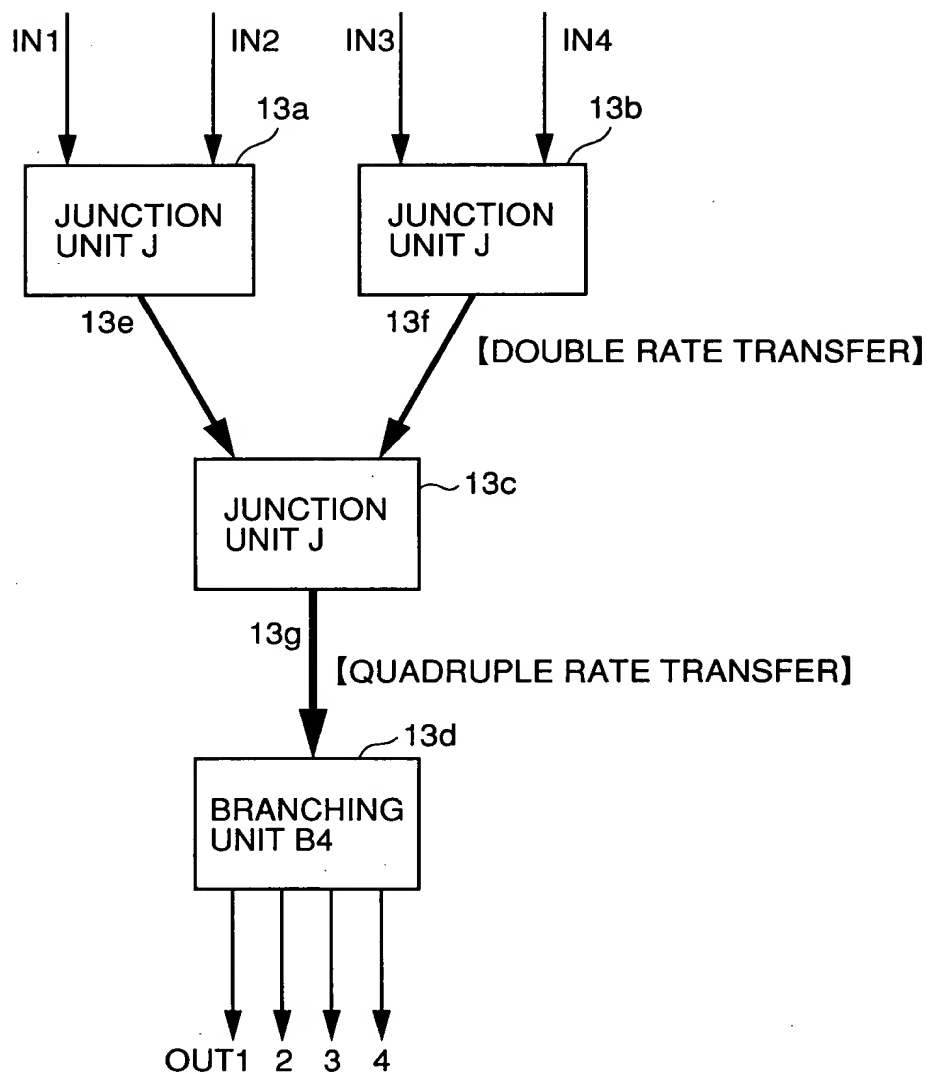 IN1
IN2
IN3
IN4
13a
13b
JUNCTION
UNIT J
JUNCTION
UNIT J
13e
13f
【DOUBLE RATE TRANSFER】
13c
JUNCTION
UNIT J
13g
【QUADRUPLE RATE TRANSFER】
13d
BRANCHING
UNIT B4
OUT1 2 3 4